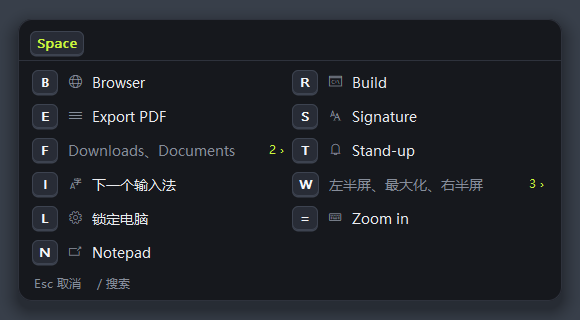 Space
B Browser
R Build
E Export PDF
S Signature
F Downloads、Documents 2 ›
T Stand-up
I 下一个输入法
W 左半屏、最大化、右半屏 3 ›
L 锁定电脑
= Zoom in
N Notepad
Esc 取消 / 搜索